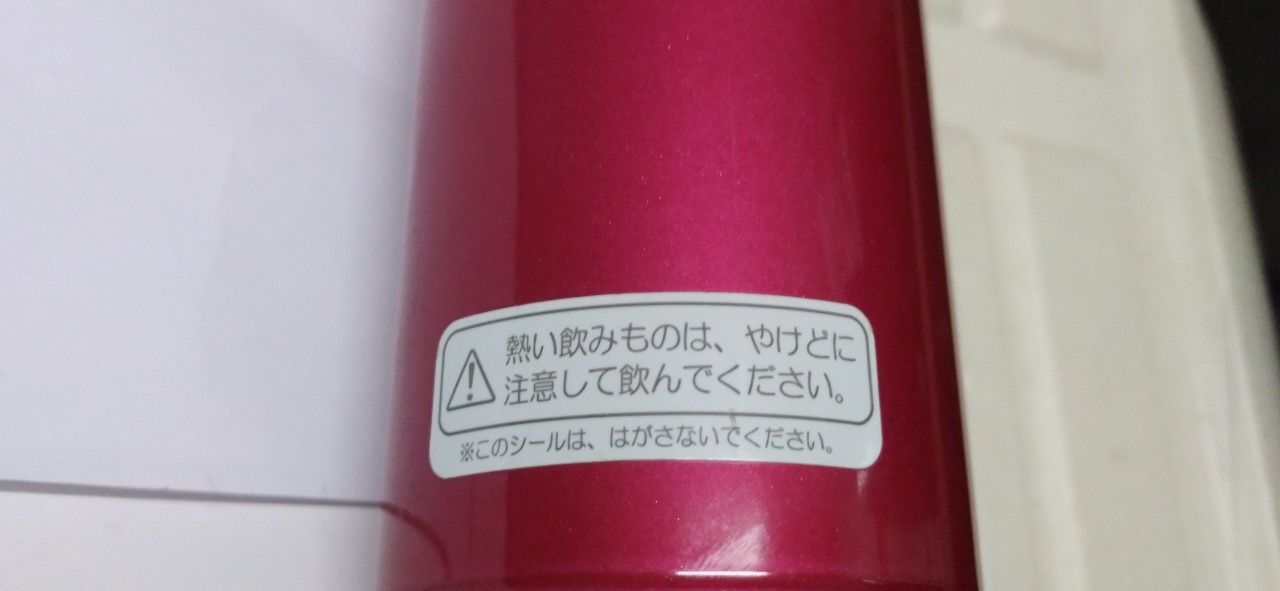 熱い飲みものは、やけどに
注意して飲んでください。
※このシールは、はがさないでください。